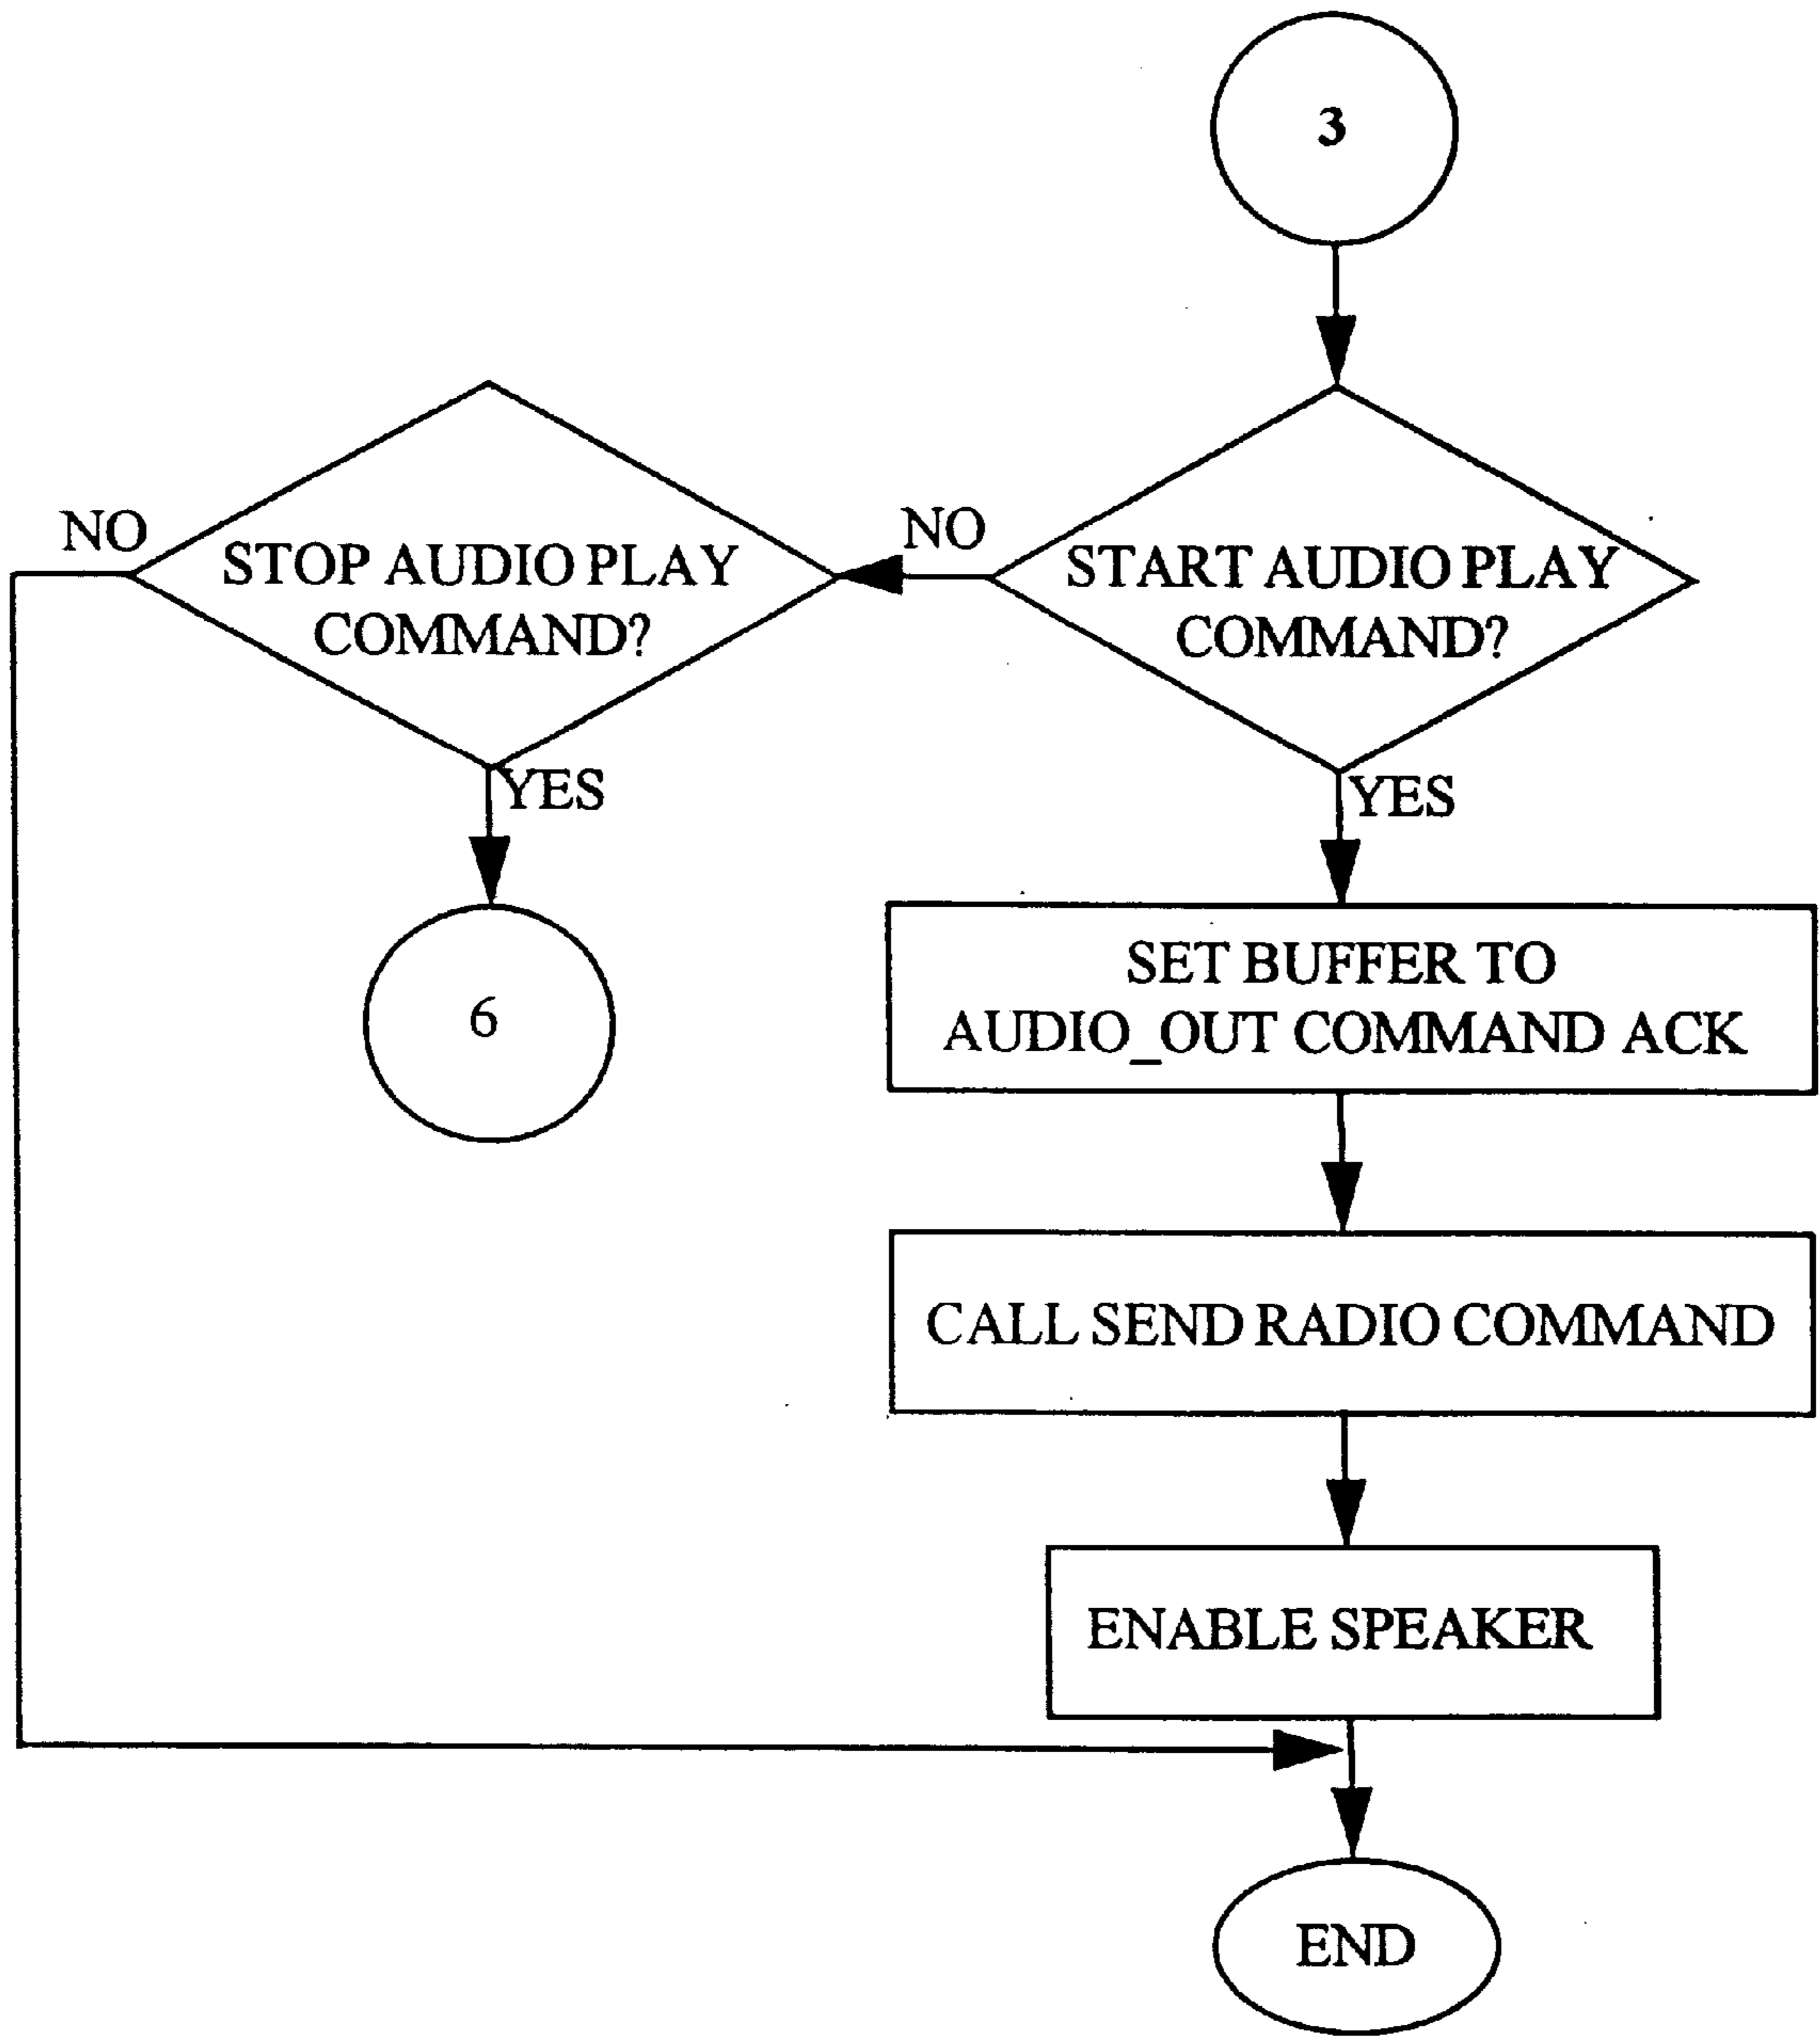 3
NO
STOP AUDIO PLAY
COMMAND?
NO
START AUDIO PLAY
COMMAND?
YES
YES
6
SET BUFFER TO
AUDIO_OUT COMMAND ACK
CALL SEND RADIO COMMAND
ENABLE SPEAKER
END